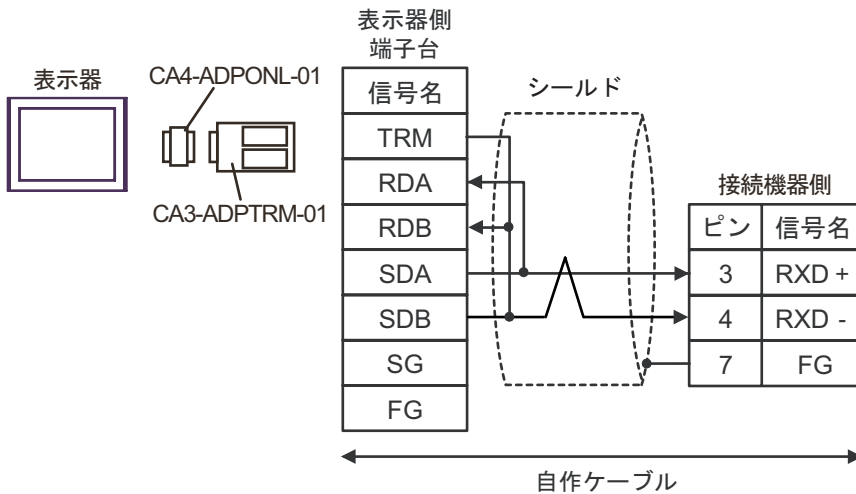 表示器側
端子台
表示器
CA4-ADPONL-01
CA3-ADPTRM-01
信号名
TRM
RDA
RDB
SDA
SDB
SG
FG
シールド
接続機器側
ピン 信号名
3 RXD +
4 RXD -
7 FG
自作ケーブル